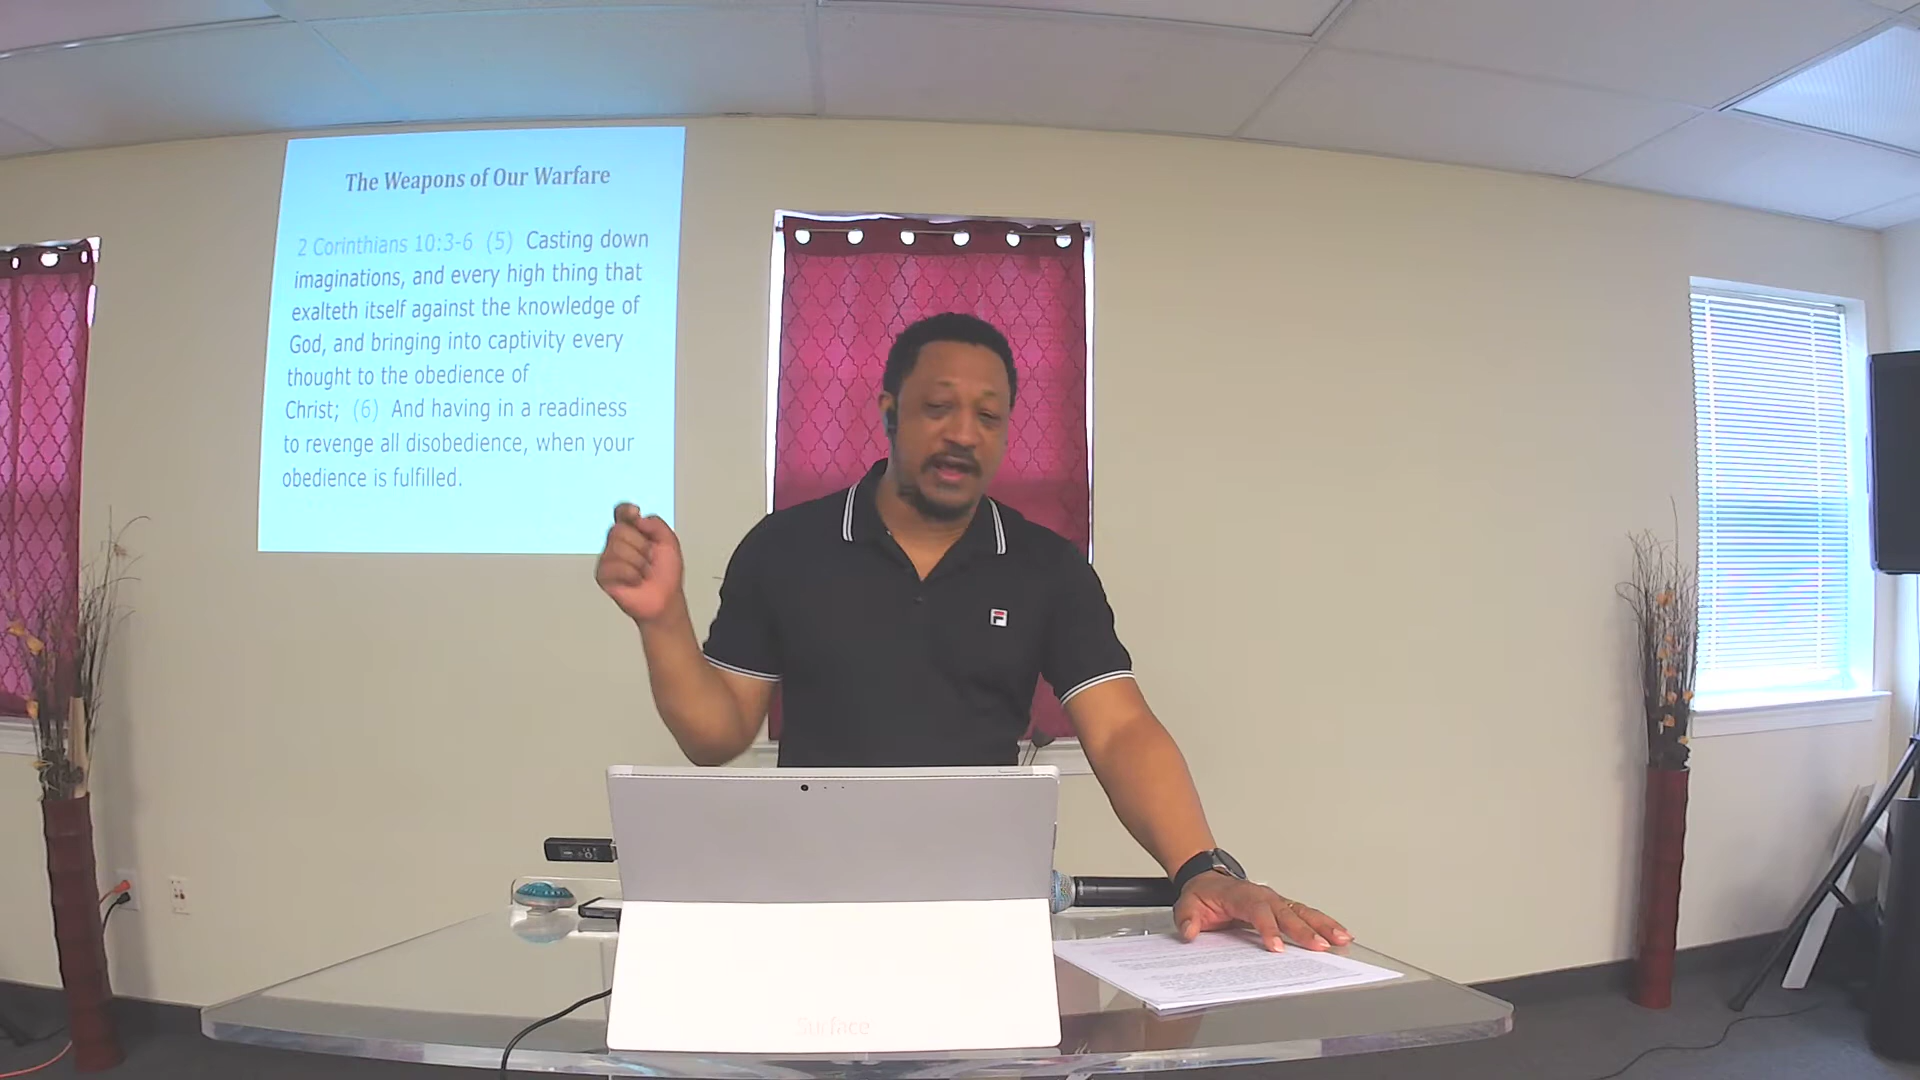 The Weapons of Our Warfare
2 Corinthians 10:3-6 (5) Casting down
imaginations, and every high thing that
exalteth itself against the knowledge of
God, and bringing into captivity every
thought to the obedience of
Christ; (6) And having in a readiness
to revenge all disobedience, when your
obedience is fulfilled.
Surface